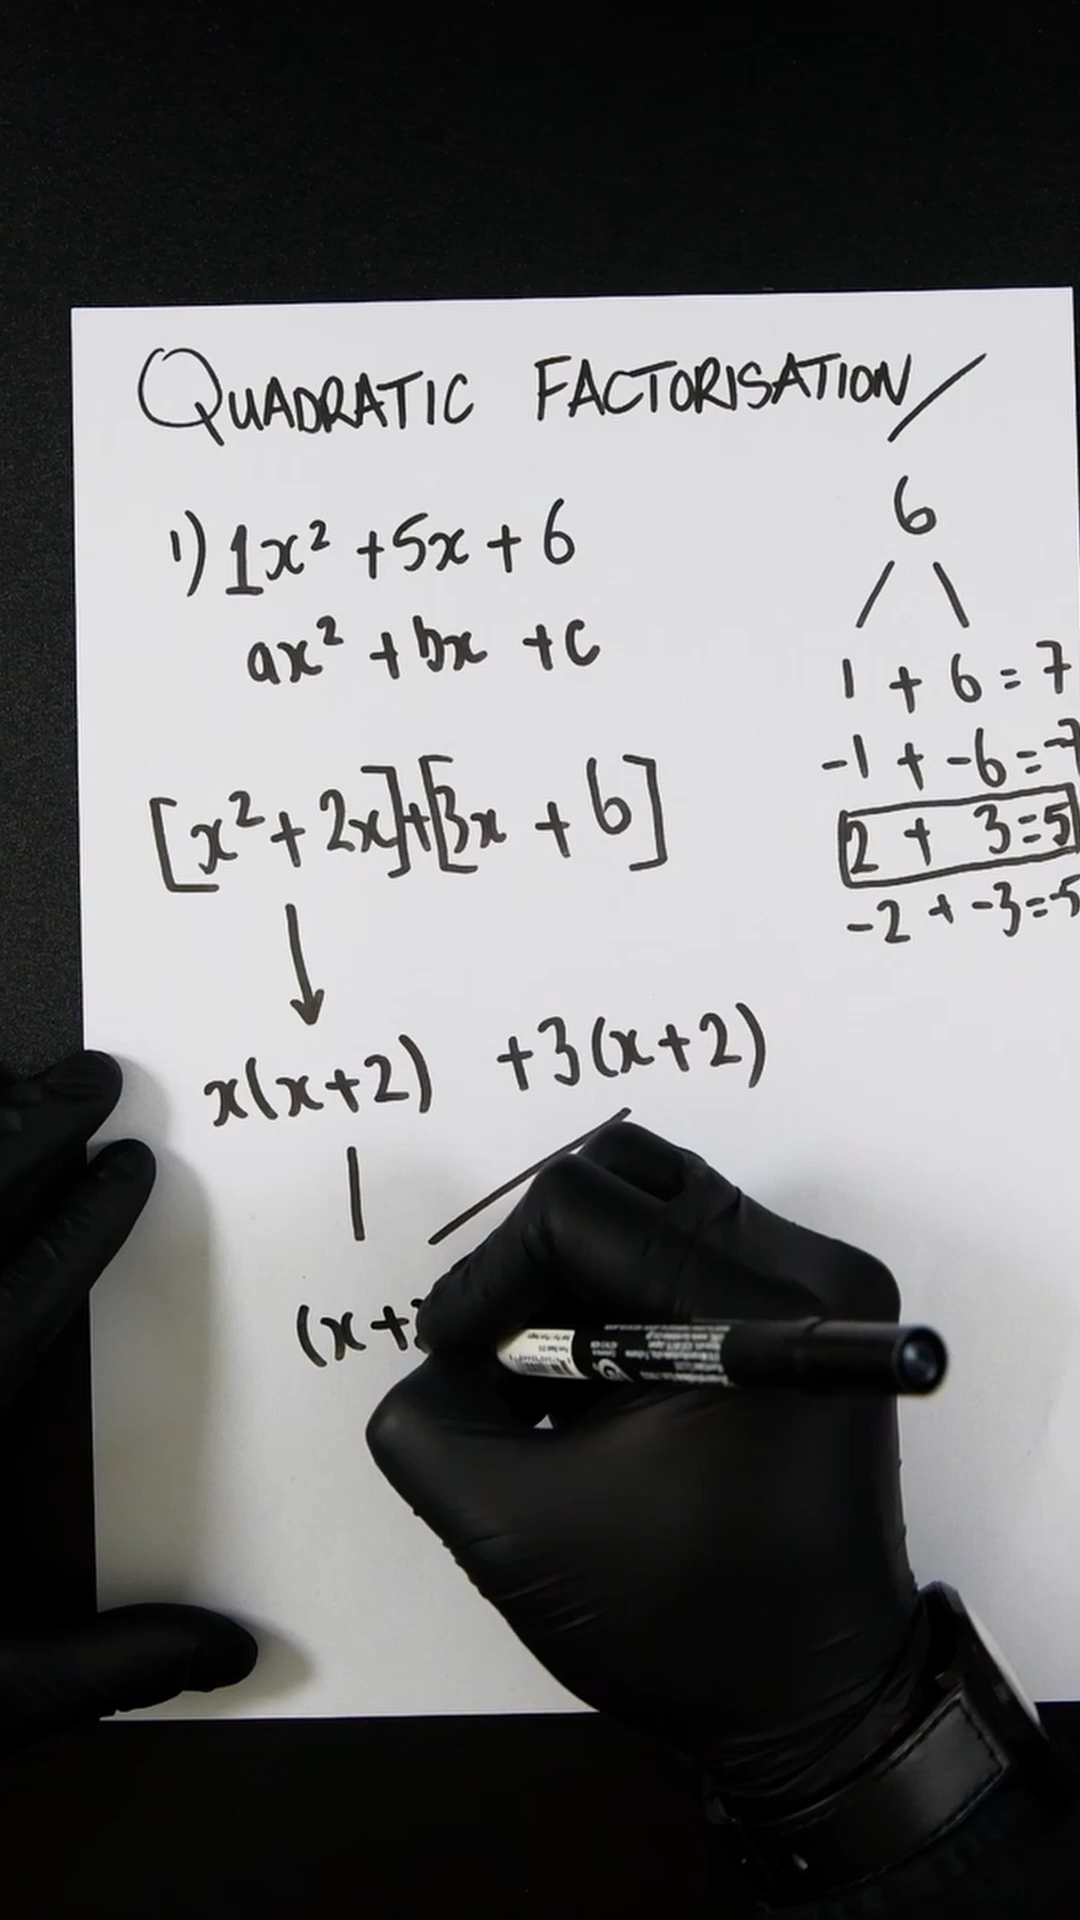 QUADRATIC FACTORISATION/
1) 1x² + 5x + 6
ax² + bx + c
[x² + 2x] + [3x + 6]
x(x+2) + 3(x+2)
(x+
6
/ \
1 + 6 = 7
-1 + -6 = -7
2 + 3 = 5
-2 + -3 = -5